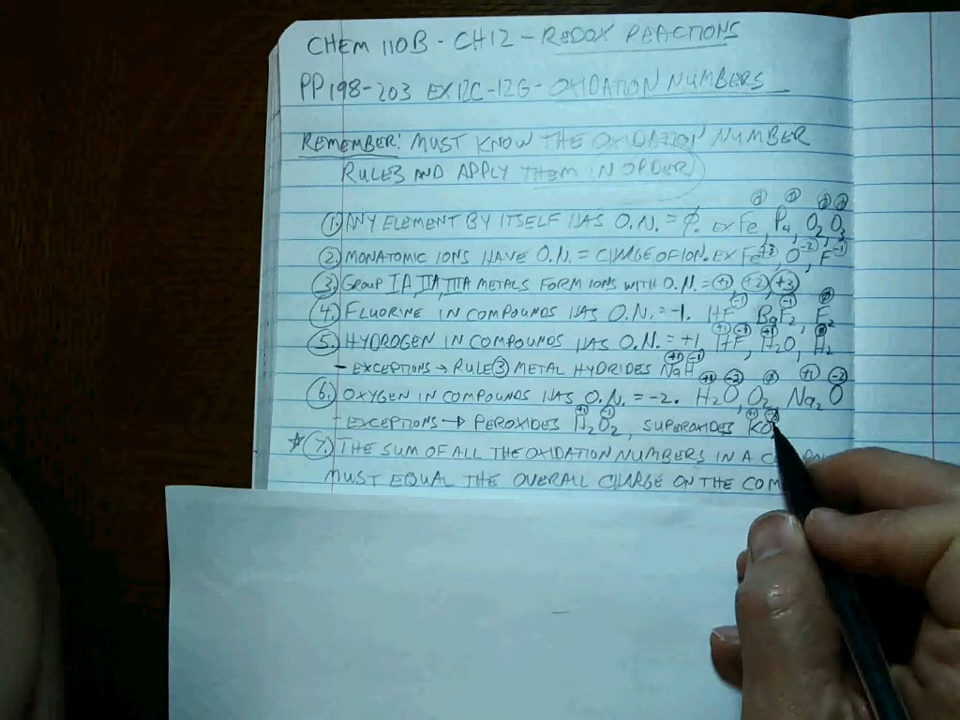 CHEM 110B - CH12 - REDOX REACTIONS
PP198-203 EX12C-12G - OXIDATION NUMBERS
REMEMBER: MUST KNOW THE OXIDATION NUMBER
RULES AND APPLY THEM IN ORDER
① ANY ELEMENT BY ITSELF HAS O.N. = ∅. EX Fe, P4, O2, O3
② MONATOMIC IONS HAVE O.N. = CHARGE OF ION. EX Fe+3, O-2, F-1
③ GROUP IA, IIA, IIIA METALS FORM IONS WITH O.N. = +1, +2, +3
④ FLUORINE IN COMPOUNDS HAS O.N. = -1. HF, BaF2, F2
⑤ HYDROGEN IN COMPOUNDS HAS O.N. = +1, HF, H2O, H2
- EXCEPTIONS → RULE ③ METAL HYDRIDES NaH
⑥ OXYGEN IN COMPOUNDS HAS O.N. = -2. H2O, O2, Na2O
- EXCEPTIONS → PEROXIDES H2O2, SUPEROXIDES KO
* ⑦ THE SUM OF ALL THE OXIDATION NUMBERS IN A
MUST EQUAL THE OVERALL CHARGE ON THE COM